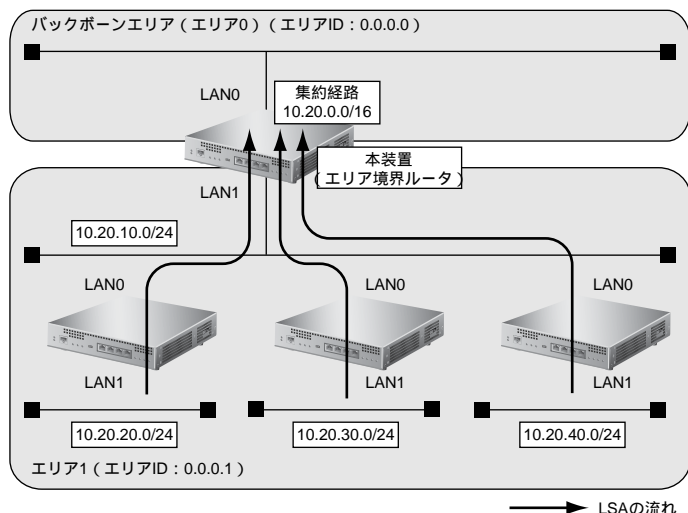 バックボーンエリア(エリア0)(エリアID:0.0.0.0)
LAN0
集約経路
10.20.0.0/16
本装置
(エリア境界ルータ)
LAN1
10.20.10.0/24
LAN0
LAN0
LAN0
LAN1
LAN1
LAN1
10.20.20.0/24
10.20.30.0/24
10.20.40.0/24
エリア1(エリアID:0.0.0.1)
LSAの流れ